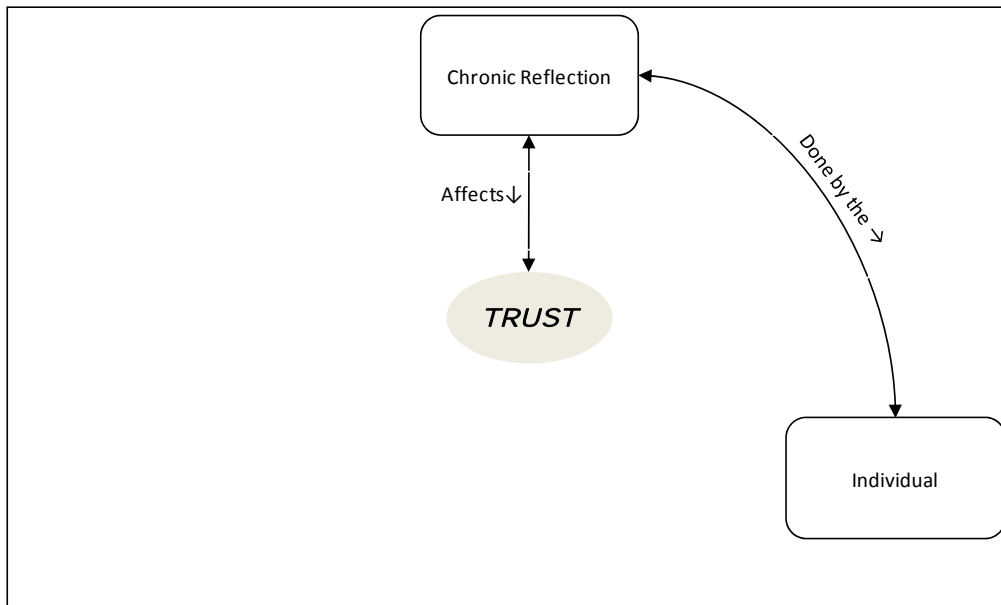 Chronic Reflection
Done by the →
Affects↓
TRUST
Individual